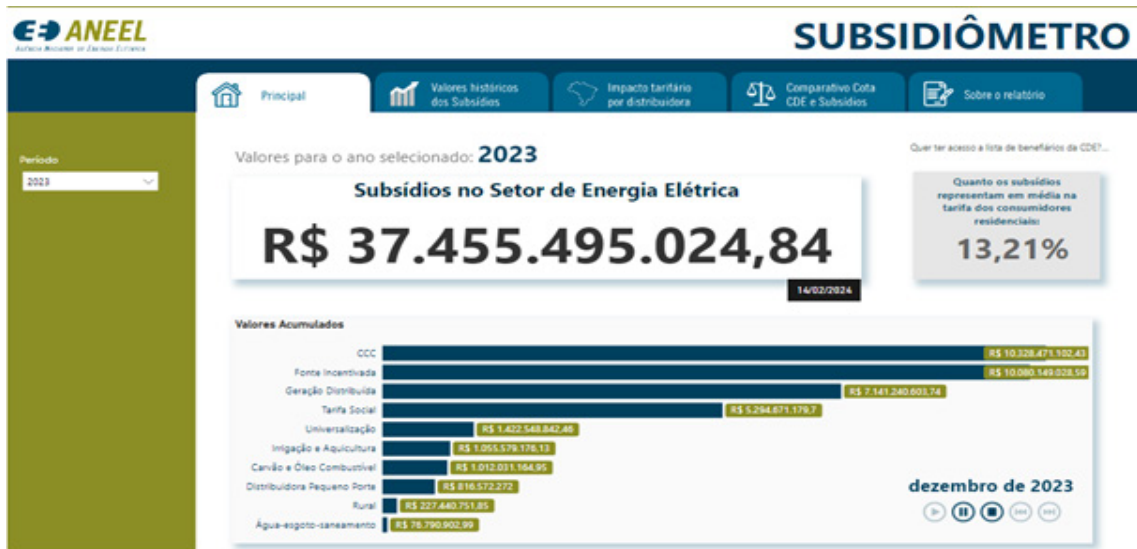 ANEEL
AGÊNCIA NACIONAL DE ENERGIA ELÉTRICA
SUBSIDIÔMETRO
Principal
Valores históricos
dos Subsídios
Impacto tarifário
por distribuidora
Comparativo Cota
CDE e Subsídios
Sobre o relatório
Período
2023
Valores para o ano selecionado: 2023
Quer ter acesso a lista de benefiários da CDE?...
Subsídios no Setor de Energia Elétrica
R$ 37.455.495.024,84
14/02/2024
Quanto os subsídios
representam em média na
tarifa dos consumidores
residenciais:
13,21%
Valores Acumulados
CCC R$ 10.328.471.102,43
Fonte Incentivada R$ 10.080.149.028,59
Geração Distribuída R$ 7.141.240.603,74
Tarifa Social R$ 5.294.671.179,7
Universalização R$ 1.422.548.842,46
Irrigação e Aquicultura R$ 1.055.579.176,13
Carvão e Óleo Combustível R$ 1.012.031.164,95
Distribuidora Pequeno Porte R$ 816.572.272
Rural R$ 227.440.751,85
Água-esgoto-saneamento R$ 76.790.902,99
dezembro de 2023